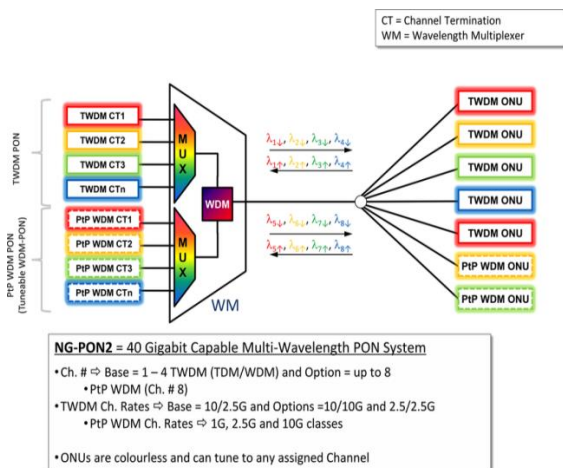 CT = Channel Termination
WM = Wavelength Multiplexer
TWDM PON
TWDM CT1
TWDM CT2
TWDM CT3
TWDM CTn
MUX
PtP WDM PON
(Tuneable WDM-PON)
PtP WDM CT1
PtP WDM CT2
PtP WDM CT3
PtP WDM CTn
MUX
WDM
WM
λ1↓, λ2↓, λ3↓, λ4↓
λ1↑, λ2↑, λ3↑, λ4↑
λ5↓, λ6↓, λ7↓, λ8↓
λ5↑, λ6↑, λ7↑, λ8↑
TWDM ONU
TWDM ONU
TWDM ONU
TWDM ONU
TWDM ONU
PtP WDM ONU
PtP WDM ONU
NG-PON2 = 40 Gigabit Capable Multi-Wavelength PON System
•Ch. # ⇨ Base = 1 – 4 TWDM (TDM/WDM) and Option = up to 8
•PtP WDM (Ch. # 8)
•TWDM Ch. Rates ⇨ Base = 10/2.5G and Options =10/10G and 2.5/2.5G
•PtP WDM Ch. Rates ⇨ 1G, 2.5G and 10G classes
•ONUs are colourless and can tune to any assigned Channel